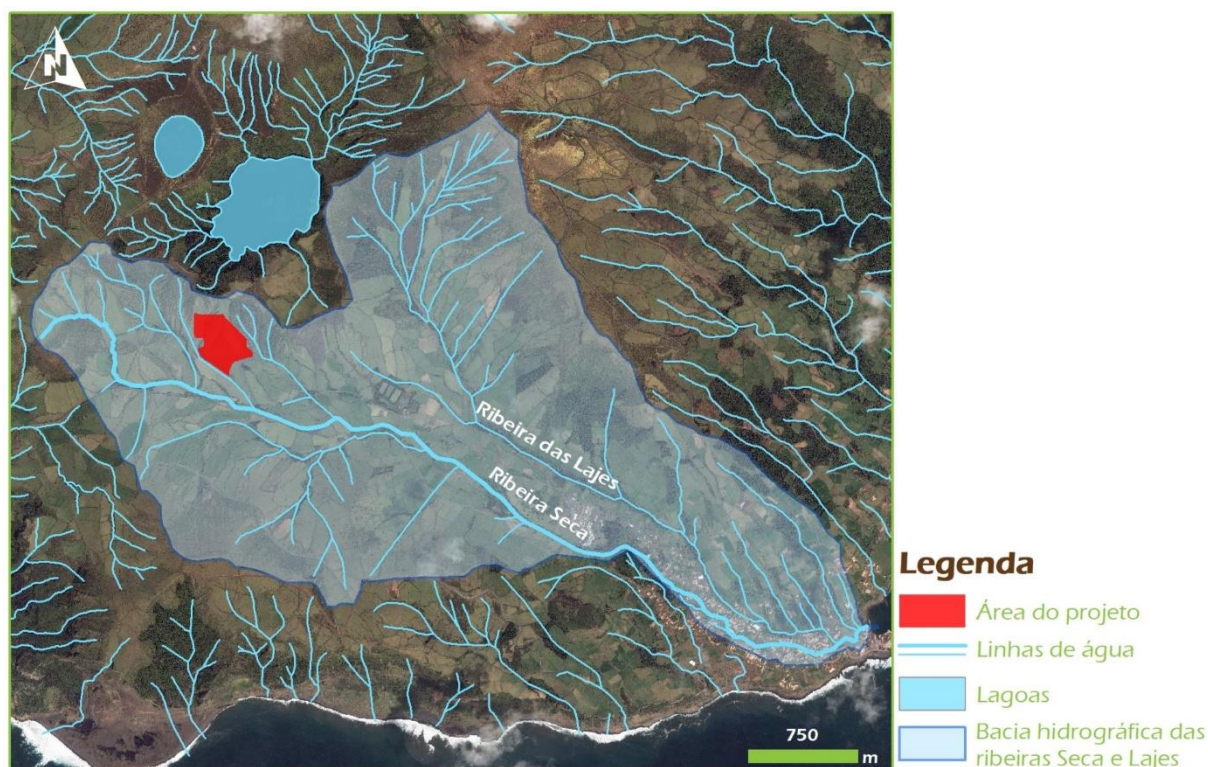 N
Ribeira das Lajes
Ribeira Seca
750
m
Legenda
Área do projeto
Linhas de água
Lagoas
Bacia hidrográfica das
ribeiras Seca e Lajes